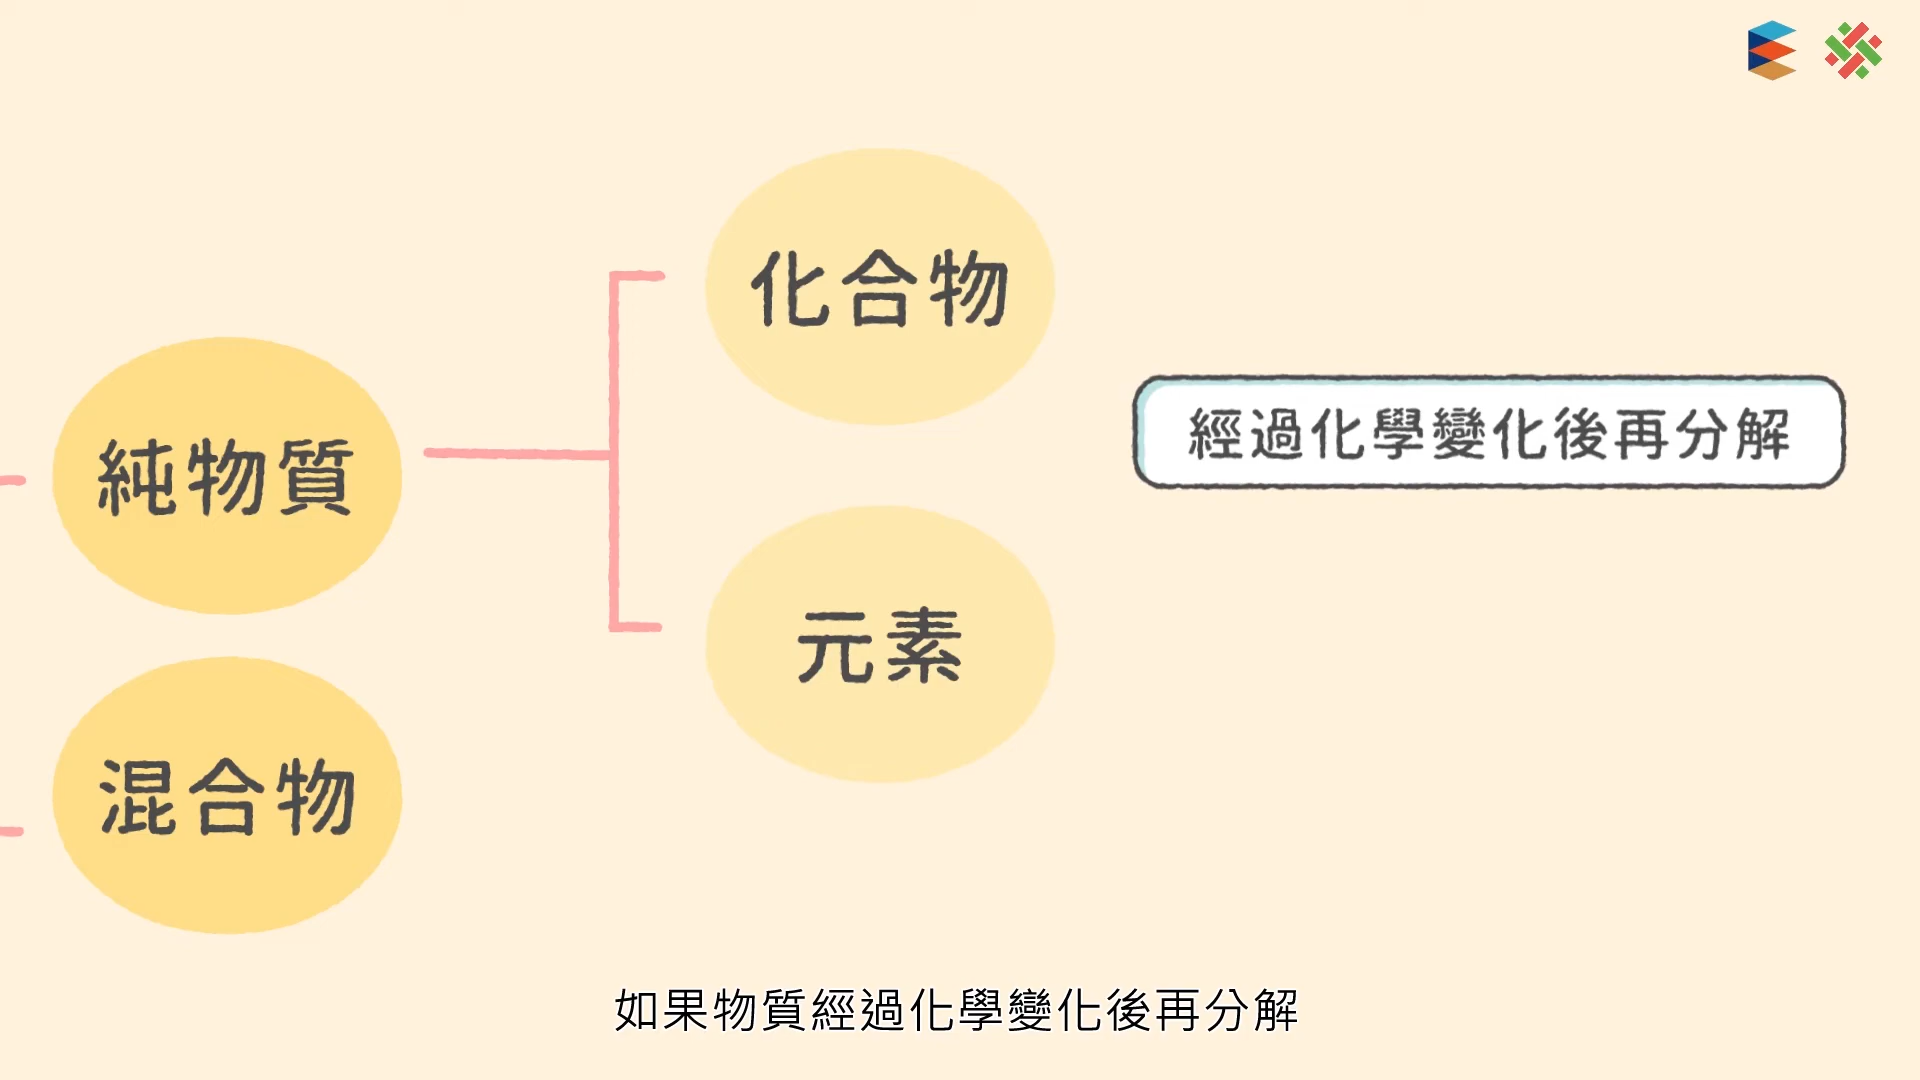 化合物
經過化學變化後再分解
純物質
元素
混合物
如果物質經過化學變化後再分解